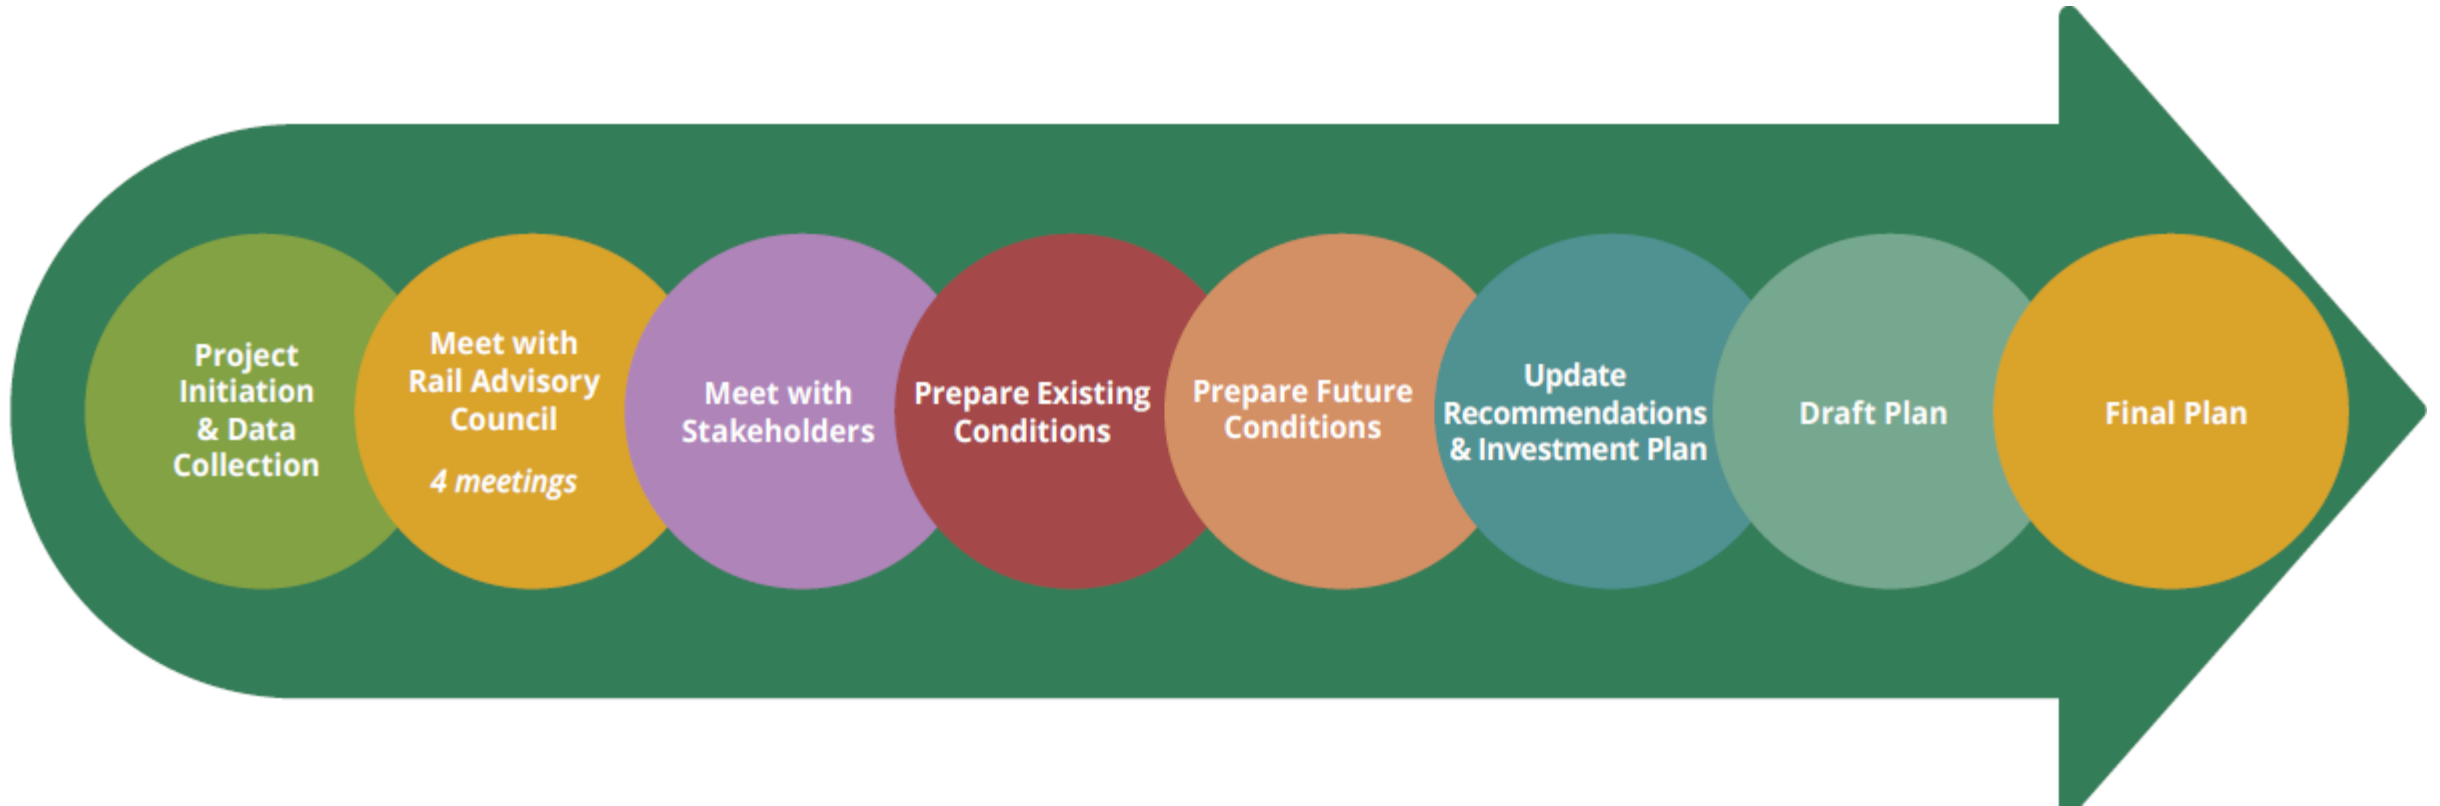 Project
Initiation
& Data
Collection
Meet with
Rail Advisory
Council
4 meetings
Meet with
Stakeholders
Prepare Existing
Conditions
Prepare Future
Conditions
Update
Recommendations
& Investment Plan
Draft Plan
Final Plan